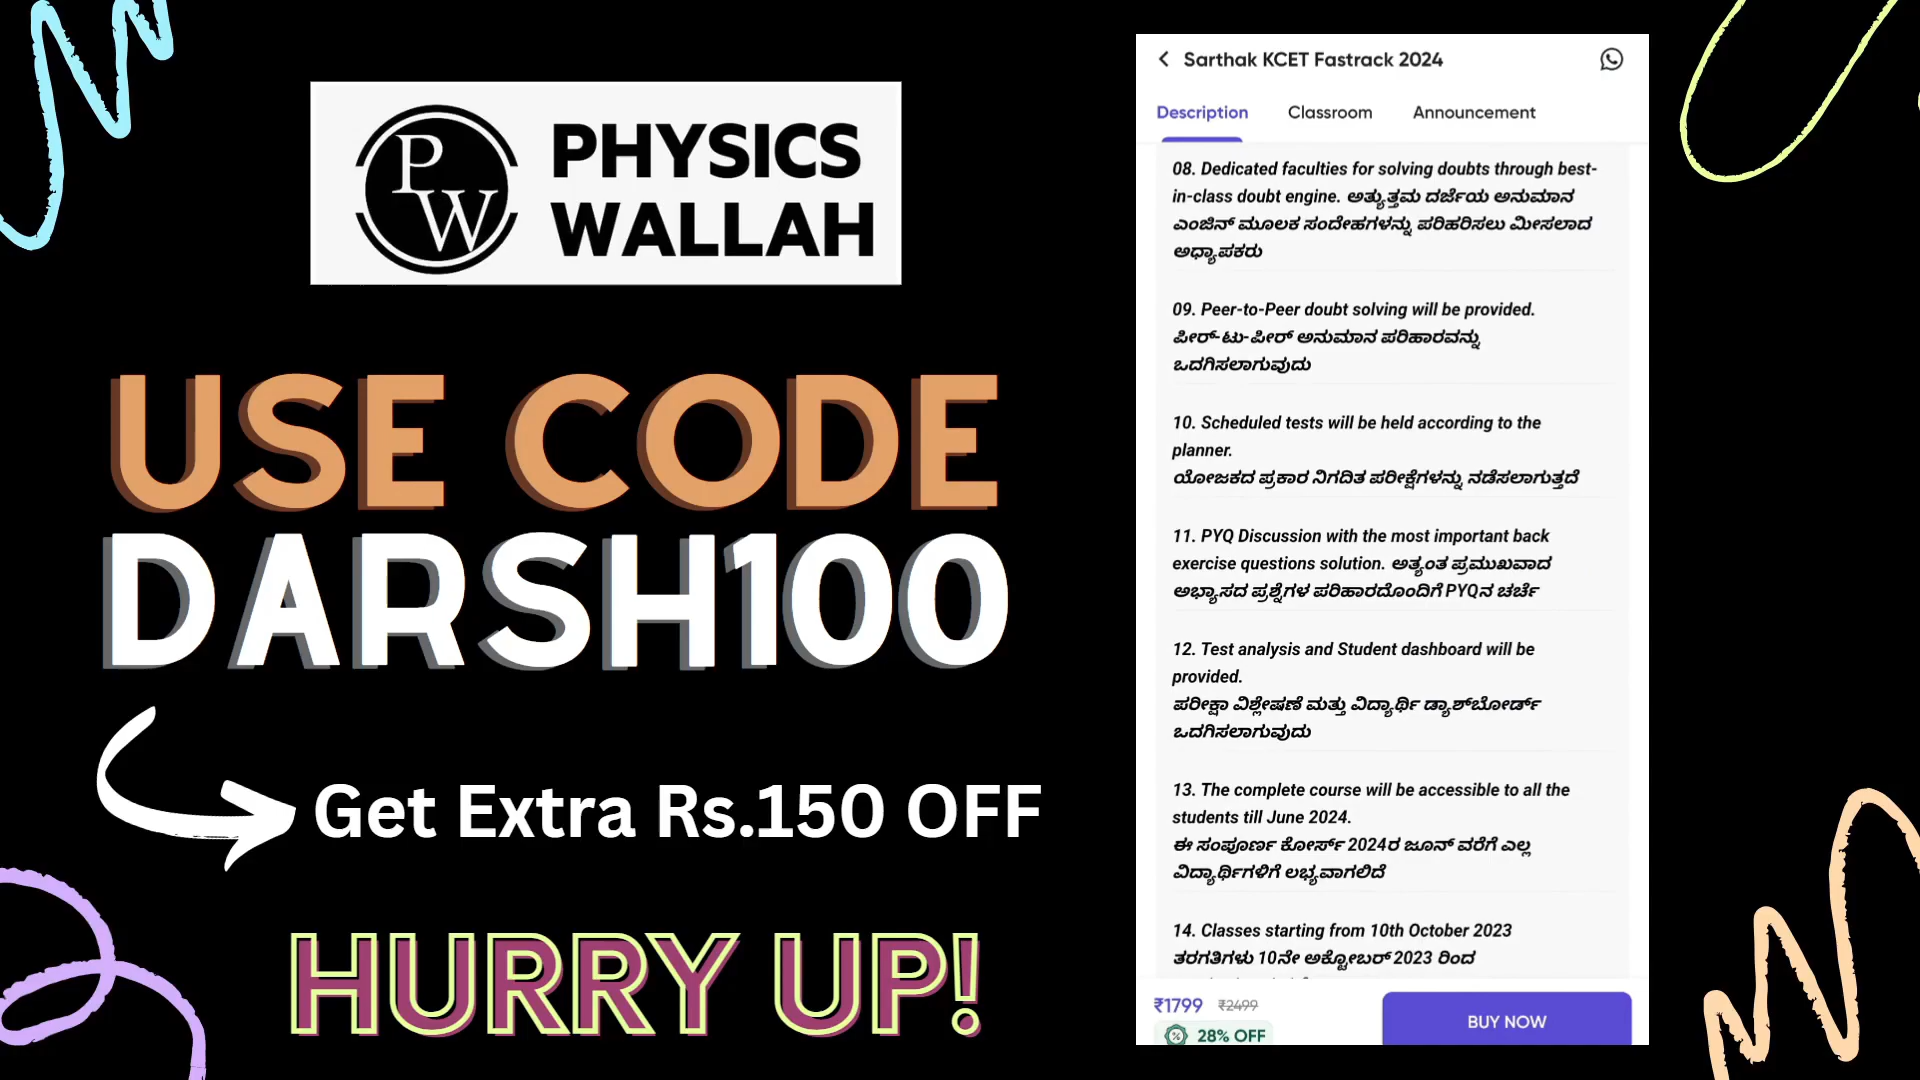 PHYSICS
WALLAH
PW
USE CODE
DARSH100
Get Extra Rs.150 OFF
HURRY UP!
Sarthak KCET Fastrack 2024
Description Classroom Announcement
08. Dedicated faculties for solving doubts through best-
in-class doubt engine. ಅತ್ಯುತ್ತಮ ದರ್ಜೆಯ ಅನುಮಾನ
ಎಂಜಿನ್ ಮೂಲಕ ಸಂದೇಹಗಳನ್ನು ಪರಿಹರಿಸಲು ಮೀಸಲಾದ
ಅಧ್ಯಾಪಕರು
09. Peer-to-Peer doubt solving will be provided.
ಪೀರ್-ಟು-ಪೀರ್ ಅನುಮಾನ ಪರಿಹಾರವನ್ನು
ಒದಗಿಸಲಾಗುವುದು
10. Scheduled tests will be held according to the
planner.
ಯೋಜಕದ ಪ್ರಕಾರ ನಿಗದಿತ ಪರೀಕ್ಷೆಗಳನ್ನು ನಡೆಸಲಾಗುತ್ತದೆ
11. PYQ Discussion with the most important back
exercise questions solution. ಅತ್ಯಂತ ಪ್ರಮುಖವಾದ
ಅಭ್ಯಾಸದ ಪ್ರಶ್ನೆಗಳ ಪರಿಹಾರದೊಂದಿಗೆ PYQನ ಚರ್ಚೆ
12. Test analysis and Student dashboard will be
provided.
ಪರೀಕ್ಷಾ ವಿಶ್ಲೇಷಣೆ ಮತ್ತು ವಿದ್ಯಾರ್ಥಿ ಡ್ಯಾಶ್‌ಬೋರ್ಡ್
ಒದಗಿಸಲಾಗುವುದು
13. The complete course will be accessible to all the
students till June 2024.
ಈ ಸಂಪೂರ್ಣ ಕೋರ್ಸ್ 2024ರ ಜೂನ್ ವರೆಗೆ ಎಲ್ಲ
ವಿದ್ಯಾರ್ಥಿಗಳಿಗೆ ಲಭ್ಯವಾಗಲಿದೆ
14. Classes starting from 10th October 2023
ತರಗತಿಗಳು 10ನೇ ಅಕ್ಟೋಬರ್ 2023 ರಿಂದ
₹1799 ₹2499
28% OFF
BUY NOW